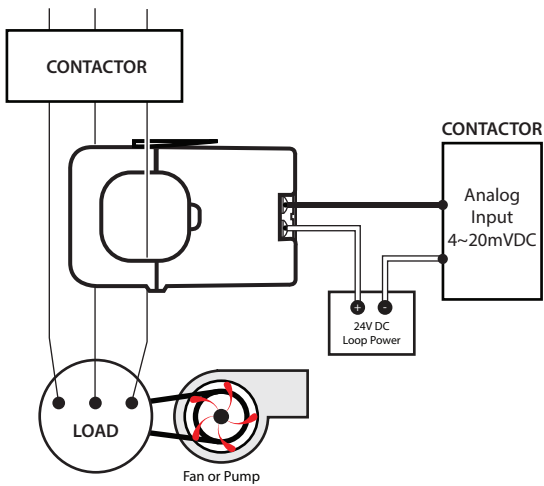 CONTACTOR
CONTACTOR
Analog
Input
4~20mVDC
+ -
24V DC
Loop Power
LOAD
Fan or Pump